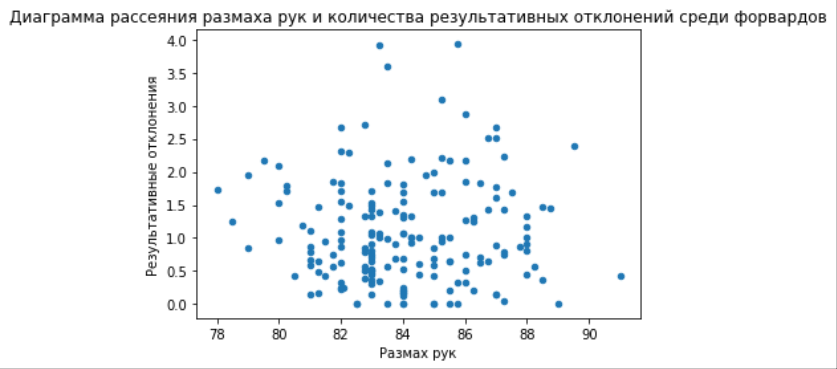 Диаграмма рассеяния размаха рук и количества результативных отклонений среди форвардов
4.0
3.5
3.0
2.5
2.0
1.5
1.0
0.5
0.0
Результативные отклонения
78 80 82 84 86 88 90
Размах рук